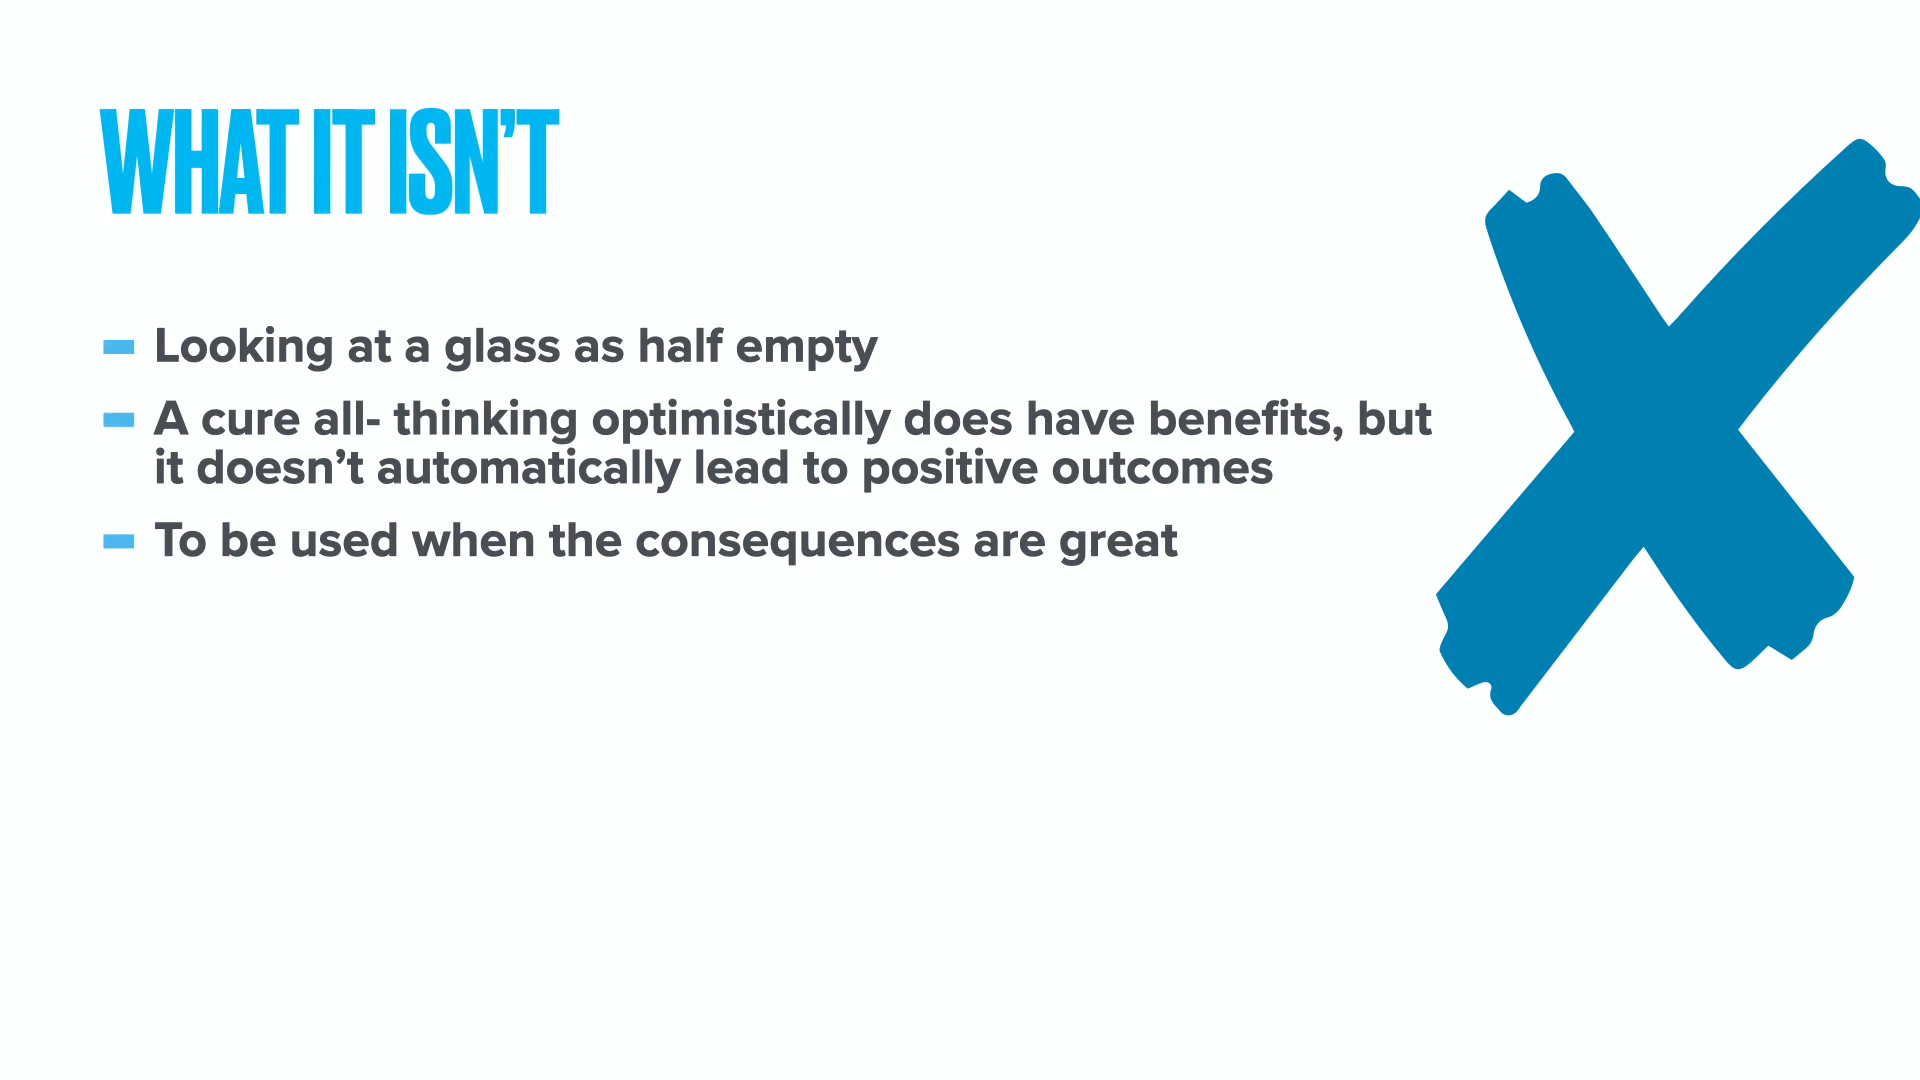 WHAT IT ISN’T
Looking at a glass as half empty
A cure all- thinking optimistically does have benefits, but
it doesn’t automatically lead to positive outcomes
To be used when the consequences are great